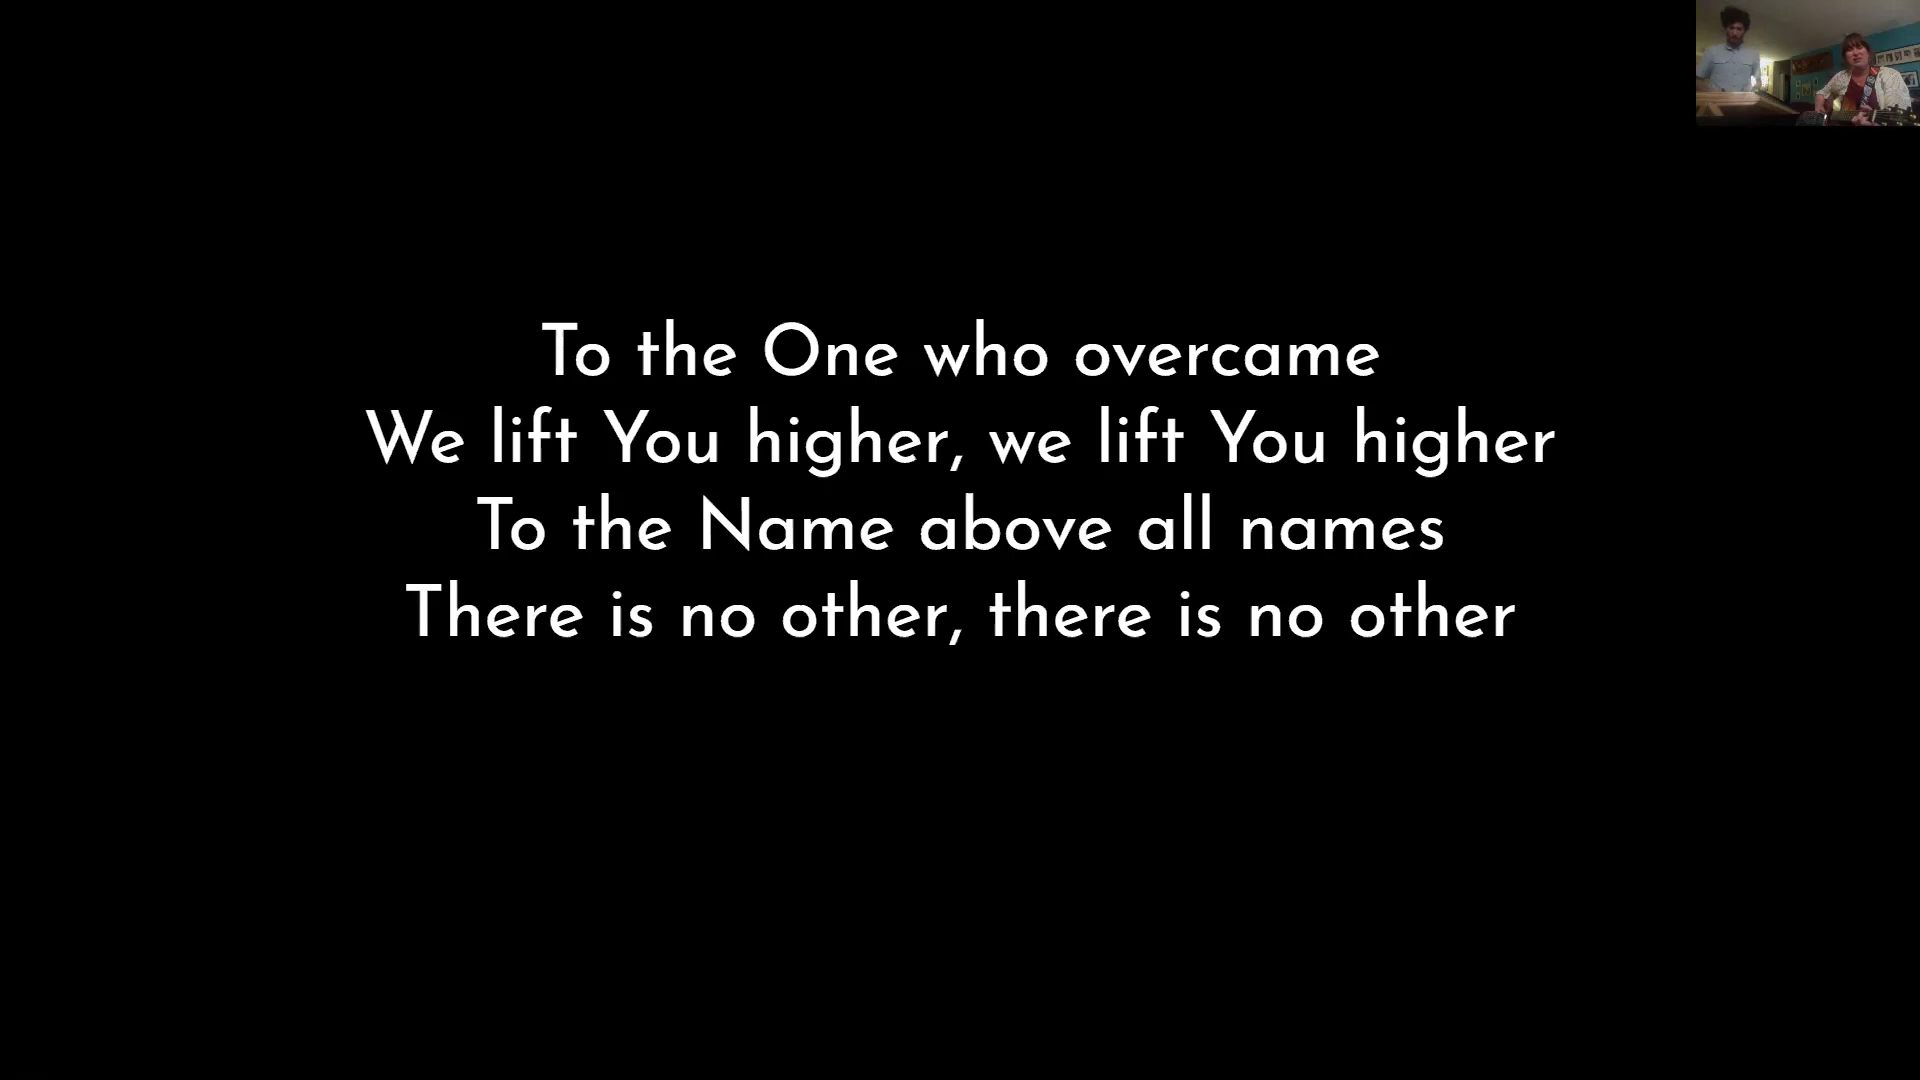 To the One who overcame
We lift You higher, we lift You higher
To the Name above all names
There is no other, there is no other